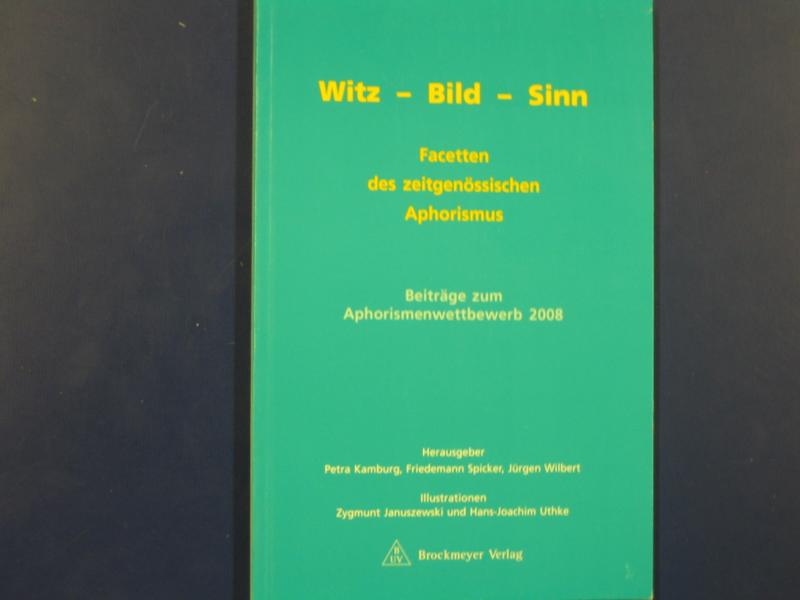 Witz – Bild – Sinn
Facetten
des zeitgenössischen
Aphorismus
Beiträge zum
Aphorismenwettbewerb 2008
Herausgeber
Petra Kamburg, Friedemann Spicker, Jürgen Wilbert
Illustrationen
Zygmunt Januszewski und Hans-Joachim Uthke
B
UV
Brockmeyer Verlag